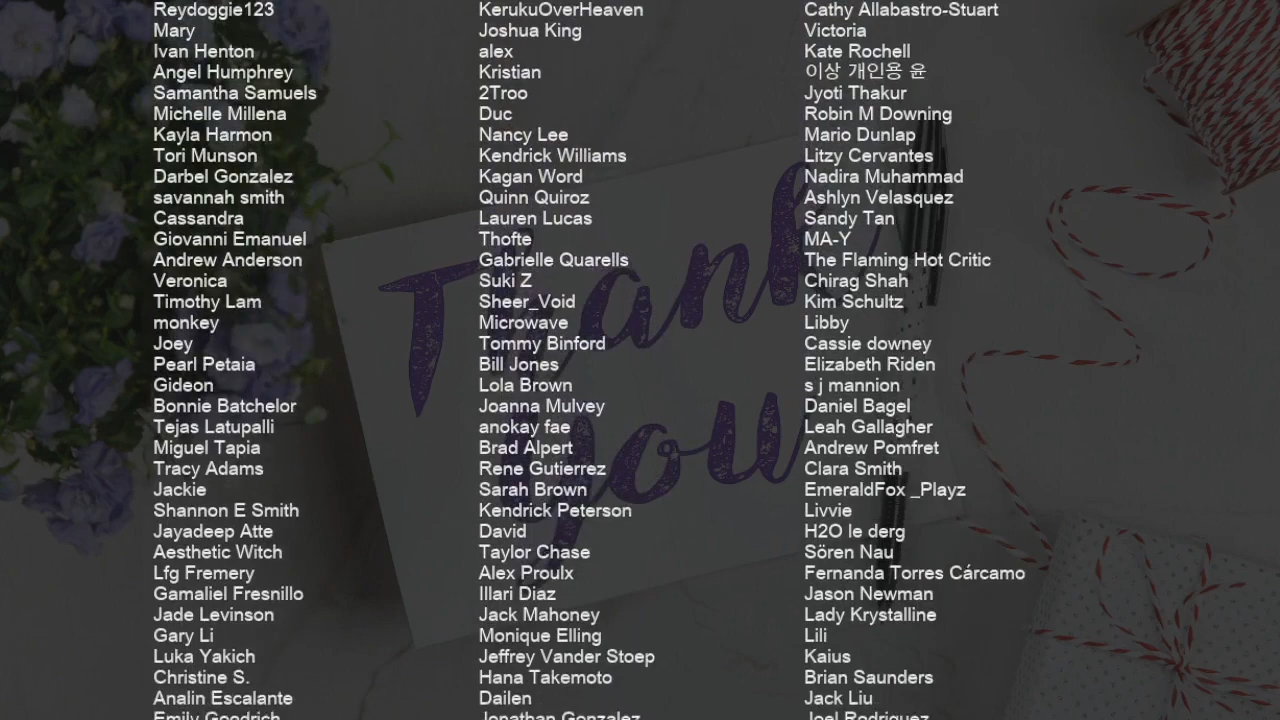 Reydoggie123
Mary
Ivan Henton
Angel Humphrey
Samantha Samuels
Michelle Millena
Kayla Harmon
Tori Munson
Darbel Gonzalez
savannah smith
Cassandra
Giovanni Emanuel
Andrew Anderson
Veronica
Timothy Lam
monkey
Joey
Pearl Petaia
Gideon
Bonnie Batchelor
Tejas Latupalli
Miguel Tapia
Tracy Adams
Jackie
Shannon E Smith
Jayadeep Atte
Aesthetic Witch
Lfg Fremery
Gamaliel Fresnillo
Jade Levinson
Gary Li
Luka Yakich
Christine S.
Analin Escalante
Emily Goodrich
KerukuOverHeaven
Joshua King
alex
Kristian
2Troo
Duc
Nancy Lee
Kendrick Williams
Kagan Word
Quinn Quiroz
Lauren Lucas
Thofte
Gabrielle Quarells
Suki Z
Sheer_Void
Microwave
Tommy Binford
Bill Jones
Lola Brown
Joanna Mulvey
anokay fae
Brad Alpert
Rene Gutierrez
Sarah Brown
Kendrick Peterson
David
Taylor Chase
Alex Proulx
Illari Diaz
Jack Mahoney
Monique Elling
Jeffrey Vander Stoep
Hana Takemoto
Dailen
Jonathan Gonzalez
Cathy Allabastro-Stuart
Victoria
Kate Rochell
이상 개인용 윤
Jyoti Thakur
Robin M Downing
Mario Dunlap
Litzy Cervantes
Nadira Muhammad
Ashlyn Velasquez
Sandy Tan
MA-Y
The Flaming Hot Critic
Chirag Shah
Kim Schultz
Libby
Cassie downey
Elizabeth Riden
s j mannion
Daniel Bagel
Leah Gallagher
Andrew Pomfret
Clara Smith
EmeraldFox _Playz
Livvie
H2O le derg
Sören Nau
Fernanda Torres Cárcamo
Jason Newman
Lady Krystalline
Lili
Kaius
Brian Saunders
Jack Liu
Joel Rodriguez
Thank
you